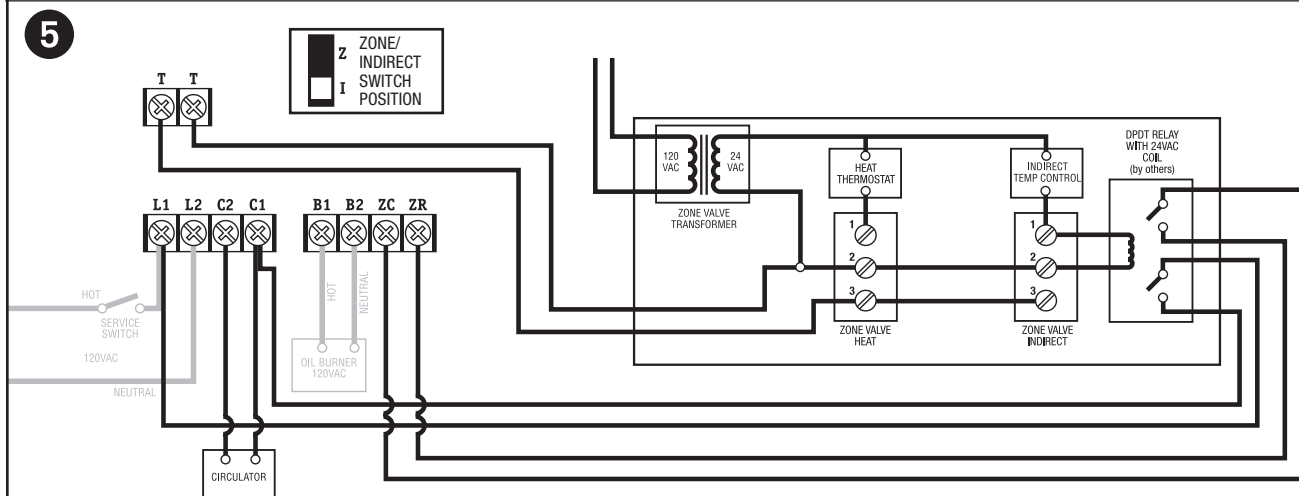 5
Z ZONE/
INDIRECT
I SWITCH
POSITION
T T
L1 L2 C2 C1 B1 B2 ZC ZR
HOT
SERVICE
SWITCH
120VAC
NEUTRAL
HOT
NEUTRAL
OIL BURNER
120VAC
CIRCULATOR
120
VAC
24
VAC
ZONE VALVE
TRANSFORMER
HEAT
THERMOSTAT
1
2
3
ZONE VALVE
HEAT
INDIRECT
TEMP CONTROL
1
2
3
ZONE VALVE
INDIRECT
DPDT RELAY
WITH 24VAC
COIL
(by others)